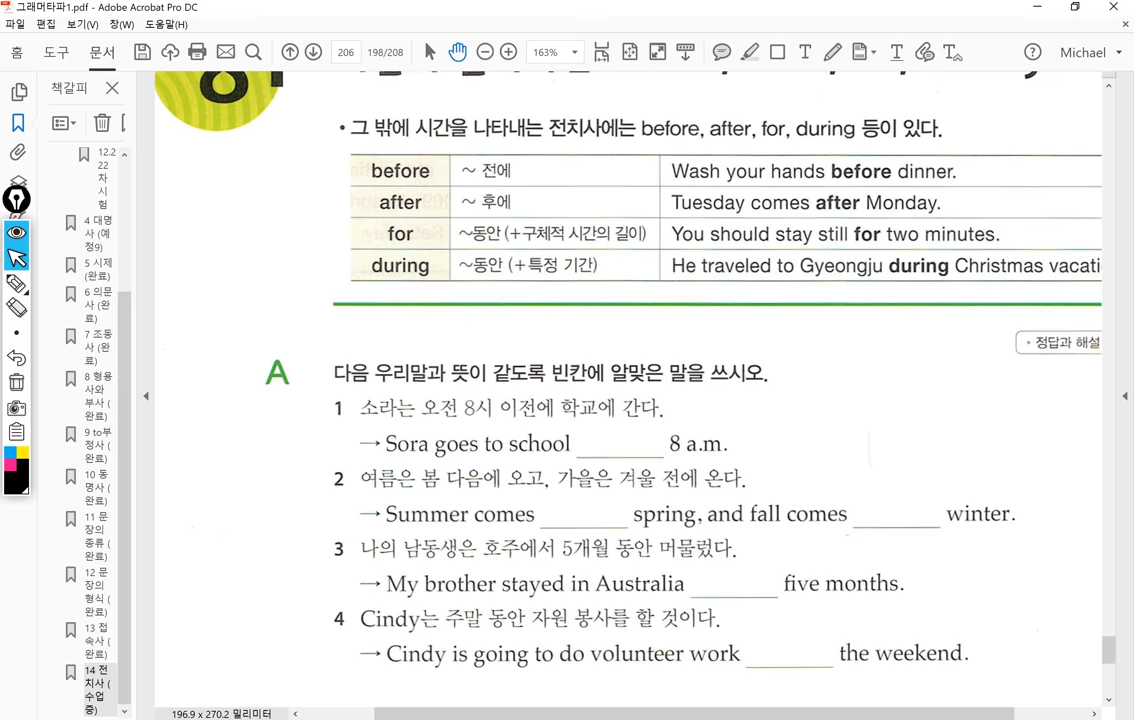 그래머타파1.pdf - Adobe Acrobat Pro DC
파일 편집 보기(V) 창(W) 도움말(H)
홈 도구 문서 206 198/208 163% Michael
책갈피
12.2
22
차
시
험
4 대명
사 (예
정9)
5 시제
(완료)
6 의문
사 (완
료)
7 조동
사 (완
료)
8 형용
사와
부사 (
완료)
9 to부
정사 (
완료)
10 동
명사 (
완료)
11 문
장의
종류 (
완료)
12 문
장의
형식 (
완료)
13 접
속사 (
완료)
14 전
치사 (
수업
중)
• 그 밖에 시간을 나타내는 전치사에는 before, after, for, during 등이 있다.
before ~ 전에 Wash your hands before dinner.
after ~ 후에 Tuesday comes after Monday.
for ~동안 (+구체적 시간의 길이) You should stay still for two minutes.
during ~동안 (+특정 기간) He traveled to Gyeongju during Christmas vacati
• 정답과 해설
A 다음 우리말과 뜻이 같도록 빈칸에 알맞은 말을 쓰시오.
1 소라는 오전 8시 이전에 학교에 간다.
→ Sora goes to school ________ 8 a.m.
2 여름은 봄 다음에 오고, 가을은 겨울 전에 온다.
→ Summer comes ________ spring, and fall comes ________ winter.
3 나의 남동생은 호주에서 5개월 동안 머물렀다.
→ My brother stayed in Australia ________ five months.
4 Cindy는 주말 동안 자원 봉사를 할 것이다.
→ Cindy is going to do volunteer work ________ the weekend.
196.9 x 270.2 밀리미터